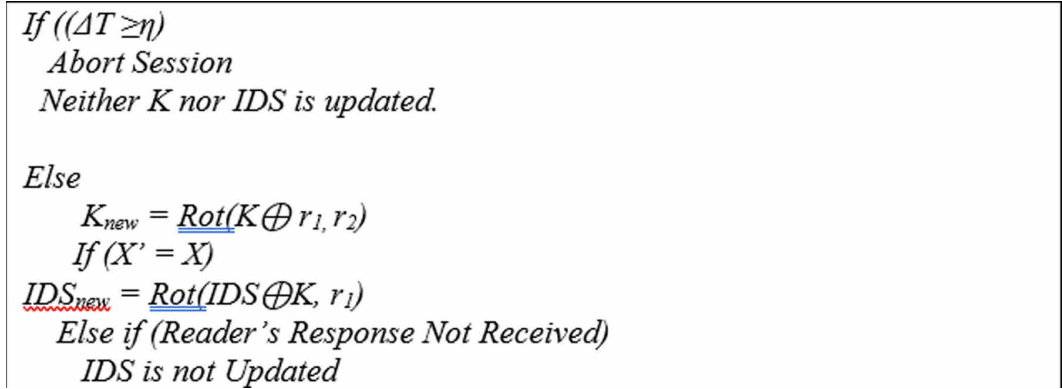 If ((ΔT ≥η)
Abort Session
Neither K nor IDS is updated.
Else
Knew = Rot(K⊕ r1, r2)
If (X’ = X)
IDSnew = Rot(IDS⊕K, r1)
Else if (Reader’s Response Not Received)
IDS is not Updated